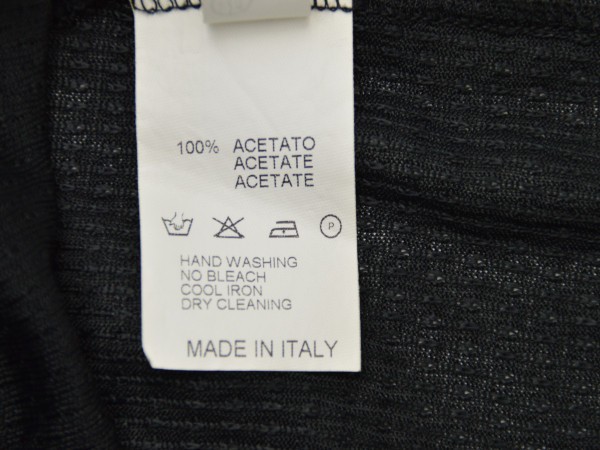 100% ACETATO
ACETATE
ACETATE
P
HAND WASHING
NO BLEACH
COOL IRON
DRY CLEANING
MADE IN ITALY